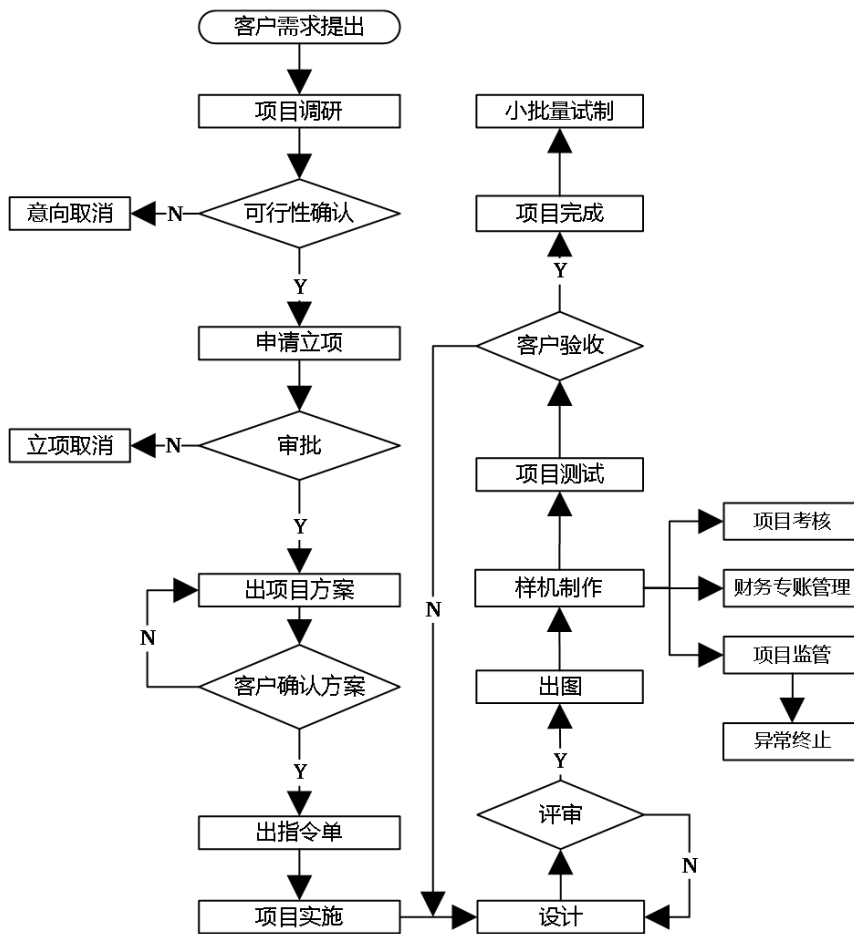 客户需求提出
项目调研
可行性确认
N
意向取消
Y
申请立项
审批
N
立项取消
Y
出项目方案
客户确认方案
N
Y
出指令单
项目实施
设计
评审
N
Y
出图
样机制作
项目考核
财务专账管理
项目监管
异常终止
项目测试
客户验收
N
Y
项目完成
小批量试制